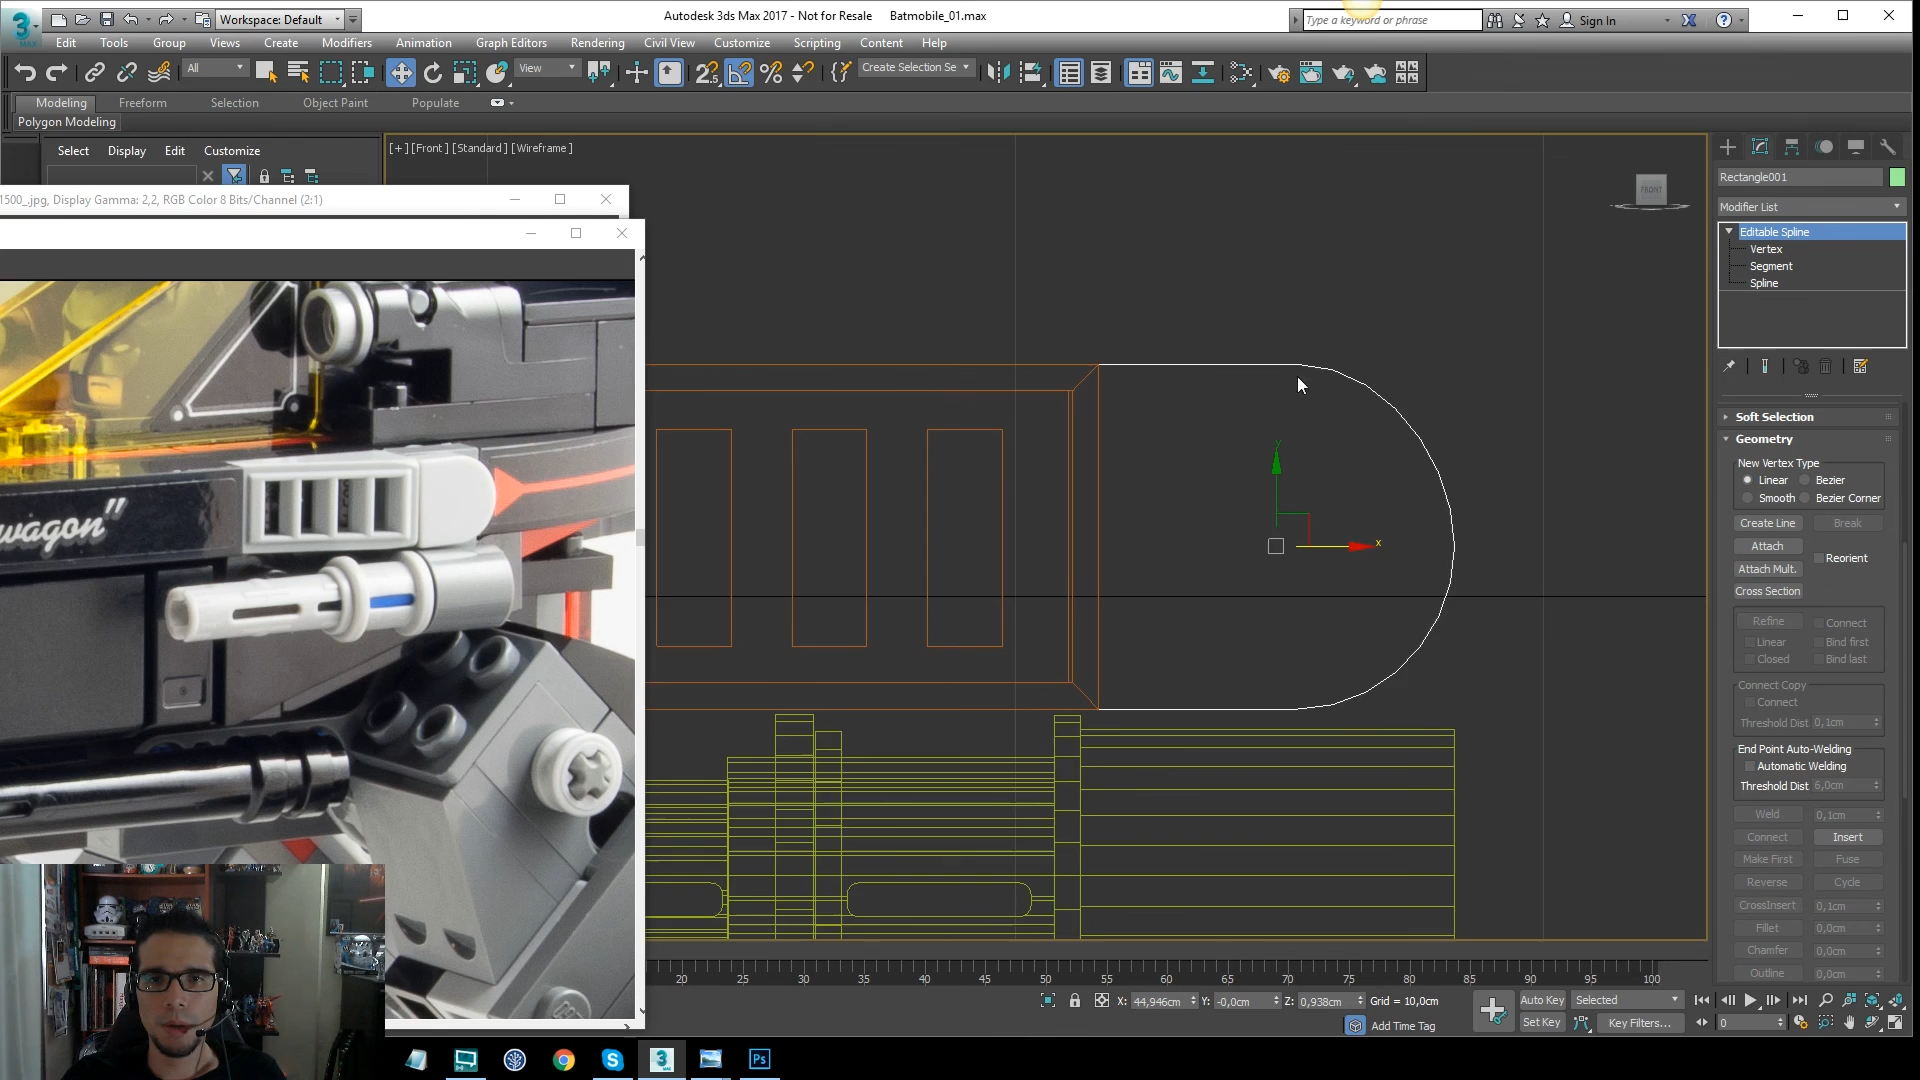 3
MAX
Workspace: Default
Autodesk 3ds Max 2017 - Not for Resale    Batmobile_01.max
Type a keyword or phrase
Sign In
Edit Tools Group Views Create Modifiers Animation Graph Editors Rendering Civil View Customize Scripting Content Help
All
View
Create Selection Se
Modeling Freeform Selection Object Paint Populate
Polygon Modeling
Select Display Edit Customize
[+] [Front ] [Standard ] [Wireframe ]
FRONT
1500_.jpg, Display Gamma: 2,2, RGB Color 8 Bits/Channel (2:1)
wagon"
y
x
Rectangle001
Modifier List
Editable Spline
Vertex
Segment
Spline
Soft Selection
Geometry
New Vertex Type
Linear Bezier
Smooth Bezier Corner
Create Line Break
Attach
Reorient
Attach Mult.
Cross Section
Refine Connect
Linear Bind first
Closed Bind last
Connect Copy
Connect
Threshold Dist 0,1cm
End Point Auto-Welding
Automatic Welding
Threshold Dist 6,0cm
Weld 0,1cm
Connect Insert
Make First Fuse
Reverse Cycle
CrossInsert 0,1cm
Fillet 0,0cm
Chamfer 0,0cm
Outline 0,0cm
20 25 30 35 40 45 50 55 60 65 70 75 80 85 90 95 100
X: 44,946cm Y: -0,0cm Z: 0,938cm Grid = 10,0cm
Add Time Tag
Auto Key Selected
Set Key Key Filters...
0
S
3
MAX
Ps